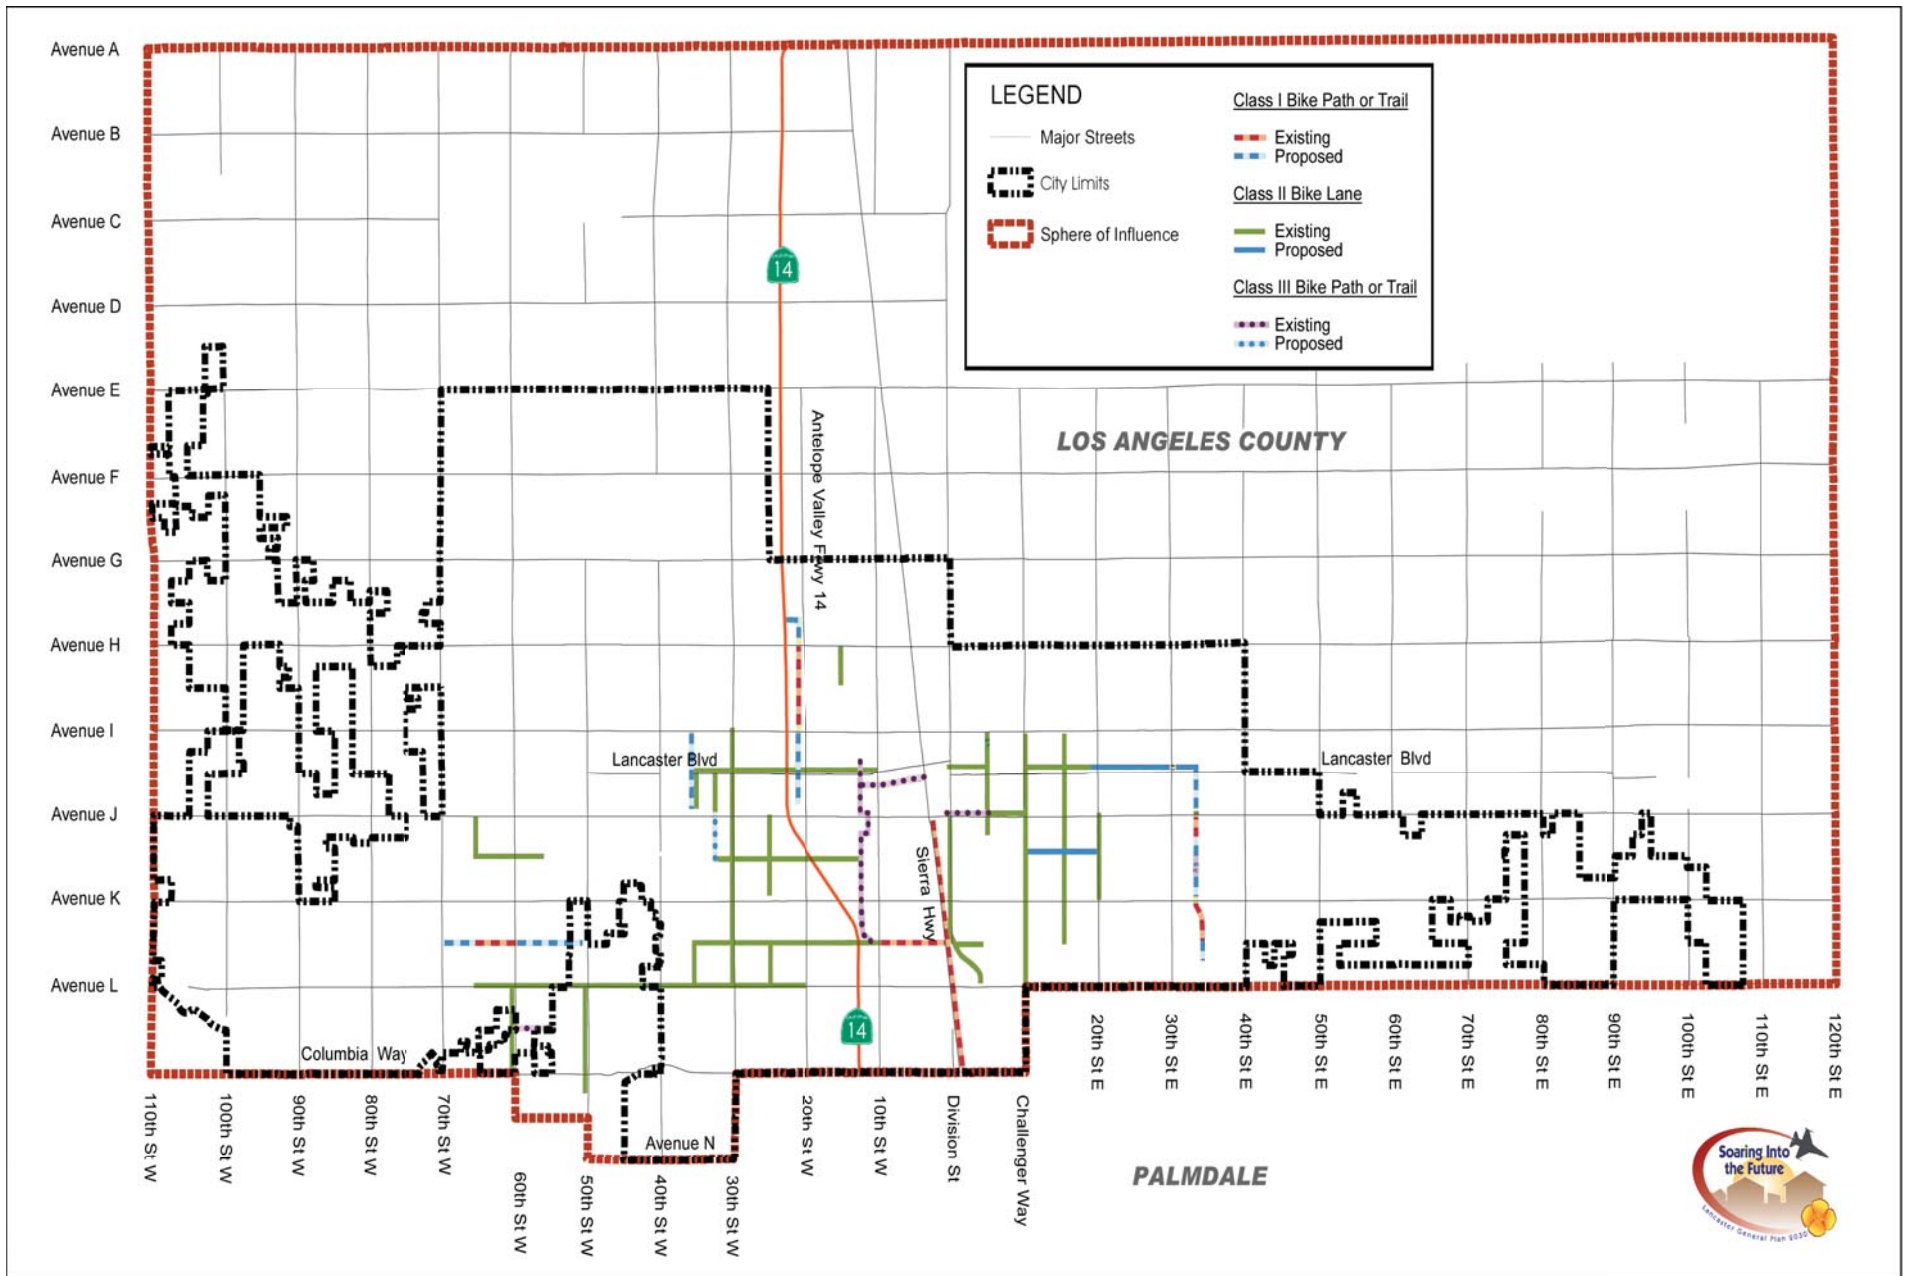 Avenue A
Avenue B
Avenue C
Avenue D
Avenue E
Avenue F
Avenue G
Avenue H
Avenue I
Avenue J
Avenue K
Avenue L
LEGEND
Major Streets
City Limits
Sphere of Influence
Class I Bike Path or Trail
Existing
Proposed
Class II Bike Lane
Existing
Proposed
Class III Bike Path or Trail
Existing
Proposed
14
Antelope Valley Frwy 14
LOS ANGELES COUNTY
Lancaster Blvd
Lancaster Blvd
Sierra Hwy
14
Columbia Way
Avenue N
110th St W
100th St W
90th St W
80th St W
70th St W
60th St W
50th St W
40th St W
30th St W
20th St W
10th St W
Division St
Challenger Way
20th St E
30th St E
40th St E
50th St E
60th St E
70th St E
80th St E
90th St E
100th St E
110th St E
120th St E
PALMDALE
Soaring Into
the Future
Lancaster General Plan 2030